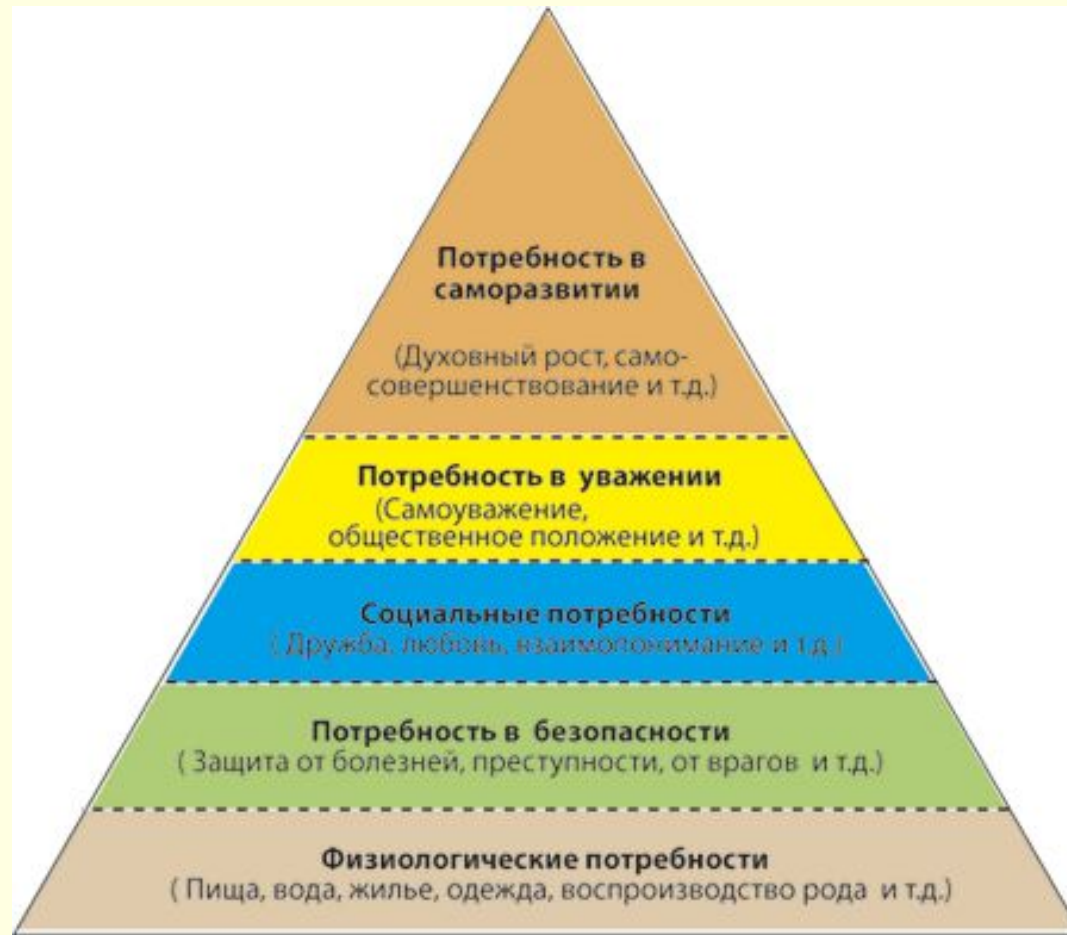 Потребность в
саморазвитии
(Духовный рост, само-
совершенствование и т.д.)
Потребность в уважении
(Самоуважение,
общественное положение и т.д.)
Социальные потребности
( Дружба, любовь, взаимопонимание и т.д.)
Потребность в безопасности
( Защита от болезней, преступности, от врагов и т.д.)
Физиологические потребности
( Пища, вода, жилье, одежда, воспроизводство рода и т.д.)